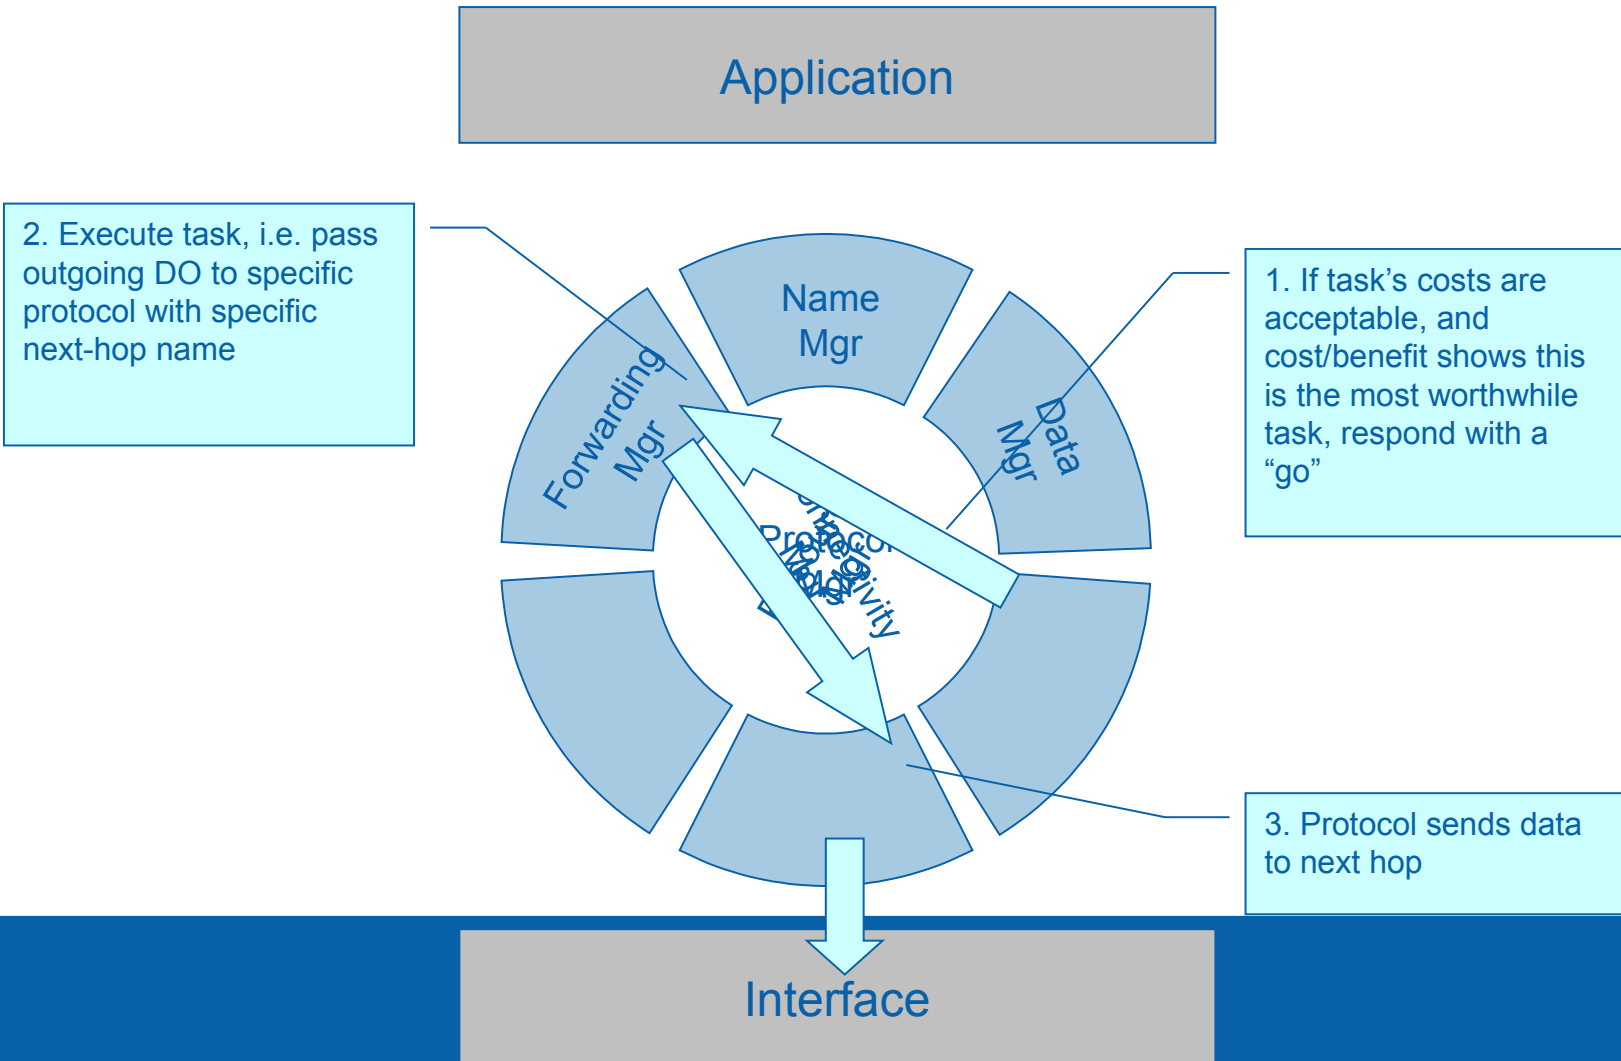 Application
2. Execute task, i.e. pass
outgoing DO to specific
protocol with specific
next-hop name
Name
Mgr
1. If task’s costs are
acceptable, and
cost/benefit shows this
is the most worthwhile
task, respond with a
“go”
Forwarding
Mgr
Data
Mgr
Protocol
Mgr
3. Protocol sends data
to next hop
Interface